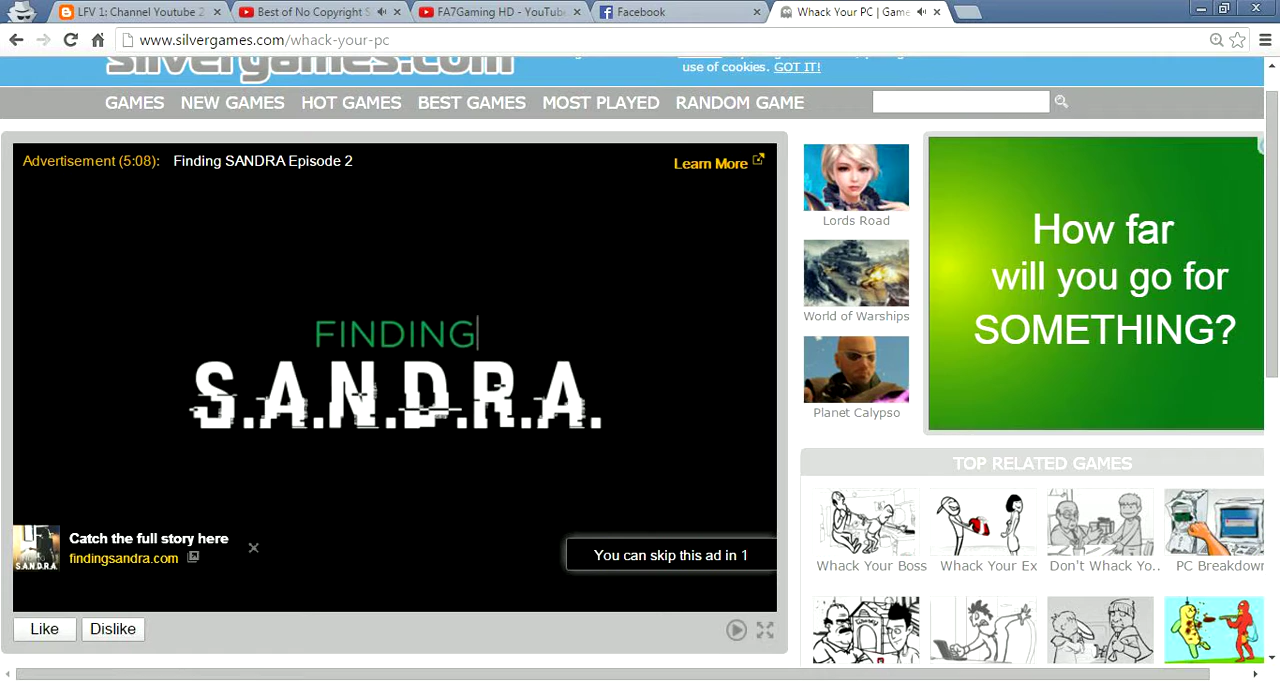 LFV 1: Channel Youtube Z
Best of No Copyright S
FA7Gaming HD - YouTube
Facebook
Whack Your PC | Game
www.silvergames.com/whack-your-pc
silvergames.com
use of cookies. GOT IT!
GAMES NEW GAMES HOT GAMES BEST GAMES MOST PLAYED RANDOM GAME
Advertisement (5:08): Finding SANDRA Episode 2
Learn More
FINDING
S.A.N.D.R.A.
S.A.N.D.R.A.
Catch the full story here
findingsandra.com
You can skip this ad in 1
Like Dislike
Lords Road
World of Warships
Planet Calypso
How far
will you go for
SOMETHING?
TOP RELATED GAMES
Whack Your Boss Whack Your Ex Don't Whack Yo.. PC Breakdown